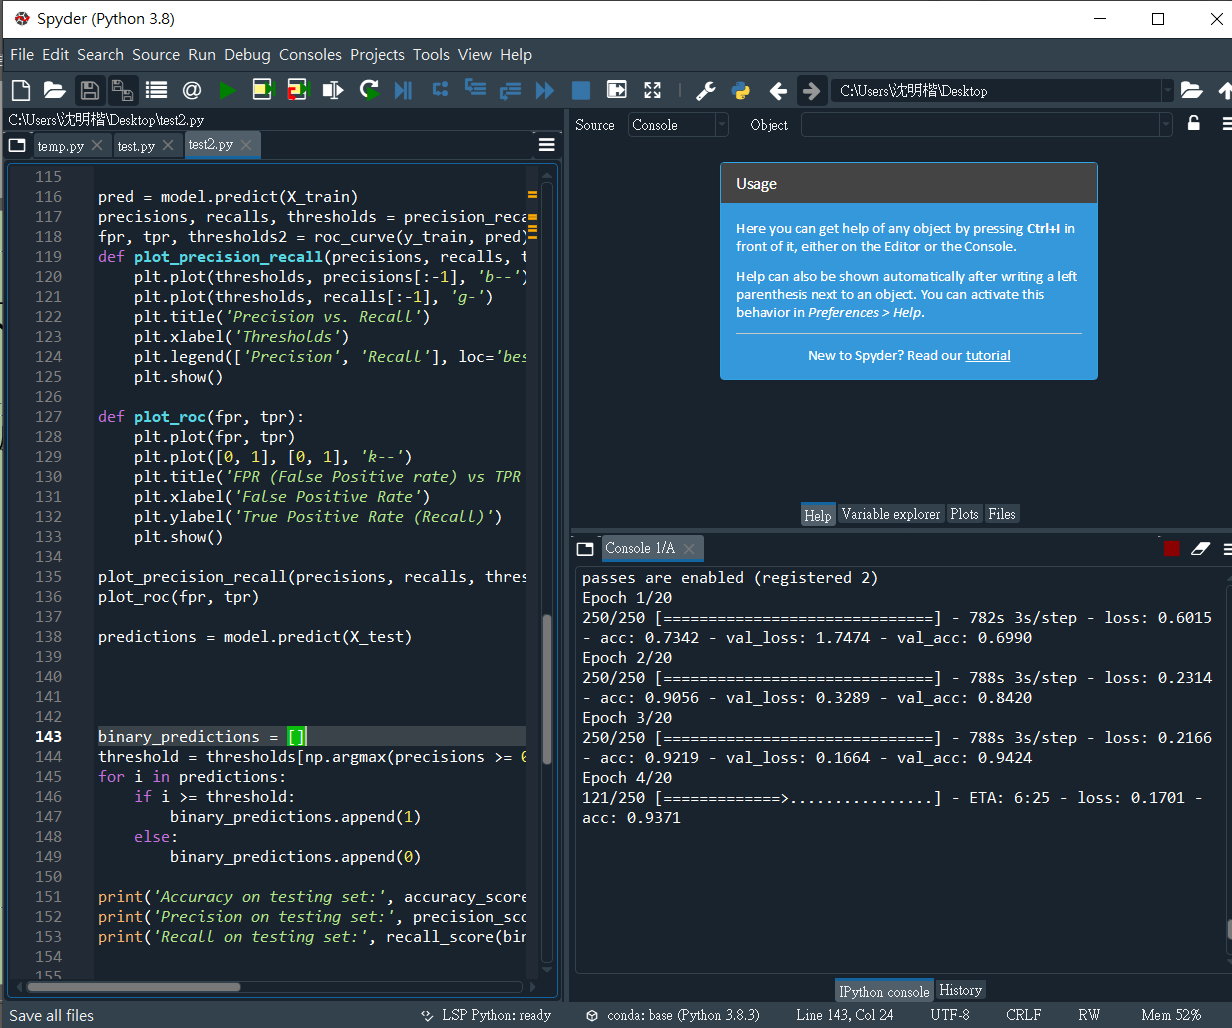 Spyder (Python 3.8)
File Edit Search Source Run Debug Consoles Projects Tools View Help
C:\Users\沈明楷\Desktop
C:\Users\沈明楷\Desktop\test2.py
temp.py
test.py
test2.py
115
116 pred = model.predict(X_train)
117 precisions, recalls, thresholds = precision_reca
118 fpr, tpr, thresholds2 = roc_curve(y_train, pred)
119 def plot_precision_recall(precisions, recalls, t
120 plt.plot(thresholds, precisions[:-1], 'b--')
121 plt.plot(thresholds, recalls[:-1], 'g-')
122 plt.title('Precision vs. Recall')
123 plt.xlabel('Thresholds')
124 plt.legend(['Precision', 'Recall'], loc='bes
125 plt.show()
126
127 def plot_roc(fpr, tpr):
128 plt.plot(fpr, tpr)
129 plt.plot([0, 1], [0, 1], 'k--')
130 plt.title('FPR (False Positive rate) vs TPR
131 plt.xlabel('False Positive Rate')
132 plt.ylabel('True Positive Rate (Recall)')
133 plt.show()
134
135 plot_precision_recall(precisions, recalls, thres
136 plot_roc(fpr, tpr)
137
138 predictions = model.predict(X_test)
139
140
141
142
143 binary_predictions = []
144 threshold = thresholds[np.argmax(precisions >= 0
145 for i in predictions:
146 if i >= threshold:
147 binary_predictions.append(1)
148 else:
149 binary_predictions.append(0)
150
151 print('Accuracy on testing set:', accuracy_score
152 print('Precision on testing set:', precision_sco
153 print('Recall on testing set:', recall_score(bin
154
155
Source Console Object
Usage
Here you can get help of any object by pressing Ctrl+I in
front of it, either on the Editor or the Console.
Help can also be shown automatically after writing a left
parenthesis next to an object. You can activate this
behavior in Preferences > Help.
New to Spyder? Read our tutorial
Help Variable explorer Plots Files
Console 1/A
passes are enabled (registered 2)
Epoch 1/20
250/250 [==============================] - 782s 3s/step - loss: 0.6015
- acc: 0.7342 - val_loss: 1.7474 - val_acc: 0.6990
Epoch 2/20
250/250 [==============================] - 788s 3s/step - loss: 0.2314
- acc: 0.9056 - val_loss: 0.3289 - val_acc: 0.8420
Epoch 3/20
250/250 [==============================] - 788s 3s/step - loss: 0.2166
- acc: 0.9219 - val_loss: 0.1664 - val_acc: 0.9424
Epoch 4/20
121/250 [=============>................] - ETA: 6:25 - loss: 0.1701 -
acc: 0.9371
IPython console History
Save all files LSP Python: ready conda: base (Python 3.8.3) Line 143, Col 24 UTF-8 CRLF RW Mem 52%